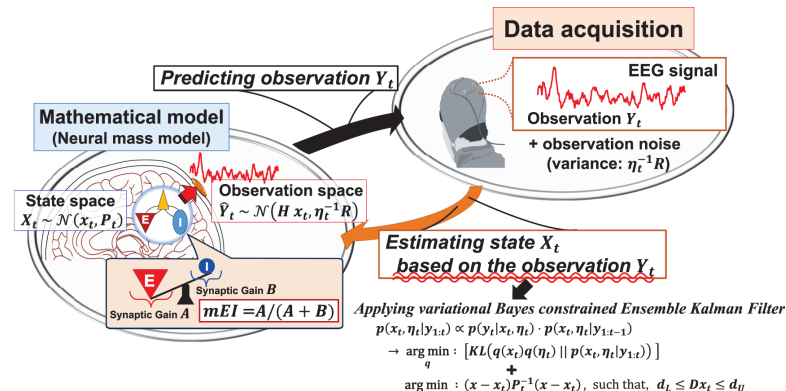 Data acquisition
Predicting observation Y_t
EEG signal
Observation Y_t
+ observation noise
(variance: η_t^{-1}R)
Mathematical model
(Neural mass model)
State space
X_t ~ 𝒩(x_t, P_t)
E
I
Observation space
Ŷ_t ~ 𝒩(H x_t, η_t^{-1}R)
E
I
Synaptic Gain B
Synaptic Gain A
mEI =A/(A + B)
Estimating state X_t
based on the observation Y_t
Applying variational Bayes constrained Ensemble Kalman Filter
p(x_t, η_t|y_{1:t}) ∝ p(y_t|x_t, η_t) · p(x_t, η_t|y_{1:t-1})
→ arg min_q : [KL(q(x_t)q(η_t) || p(x_t, η_t|y_{1:t}))]
+
arg min : (x − x_t)P_t^{-1}(x − x_t), such that, d_L ≤ Dx_t ≤ d_U